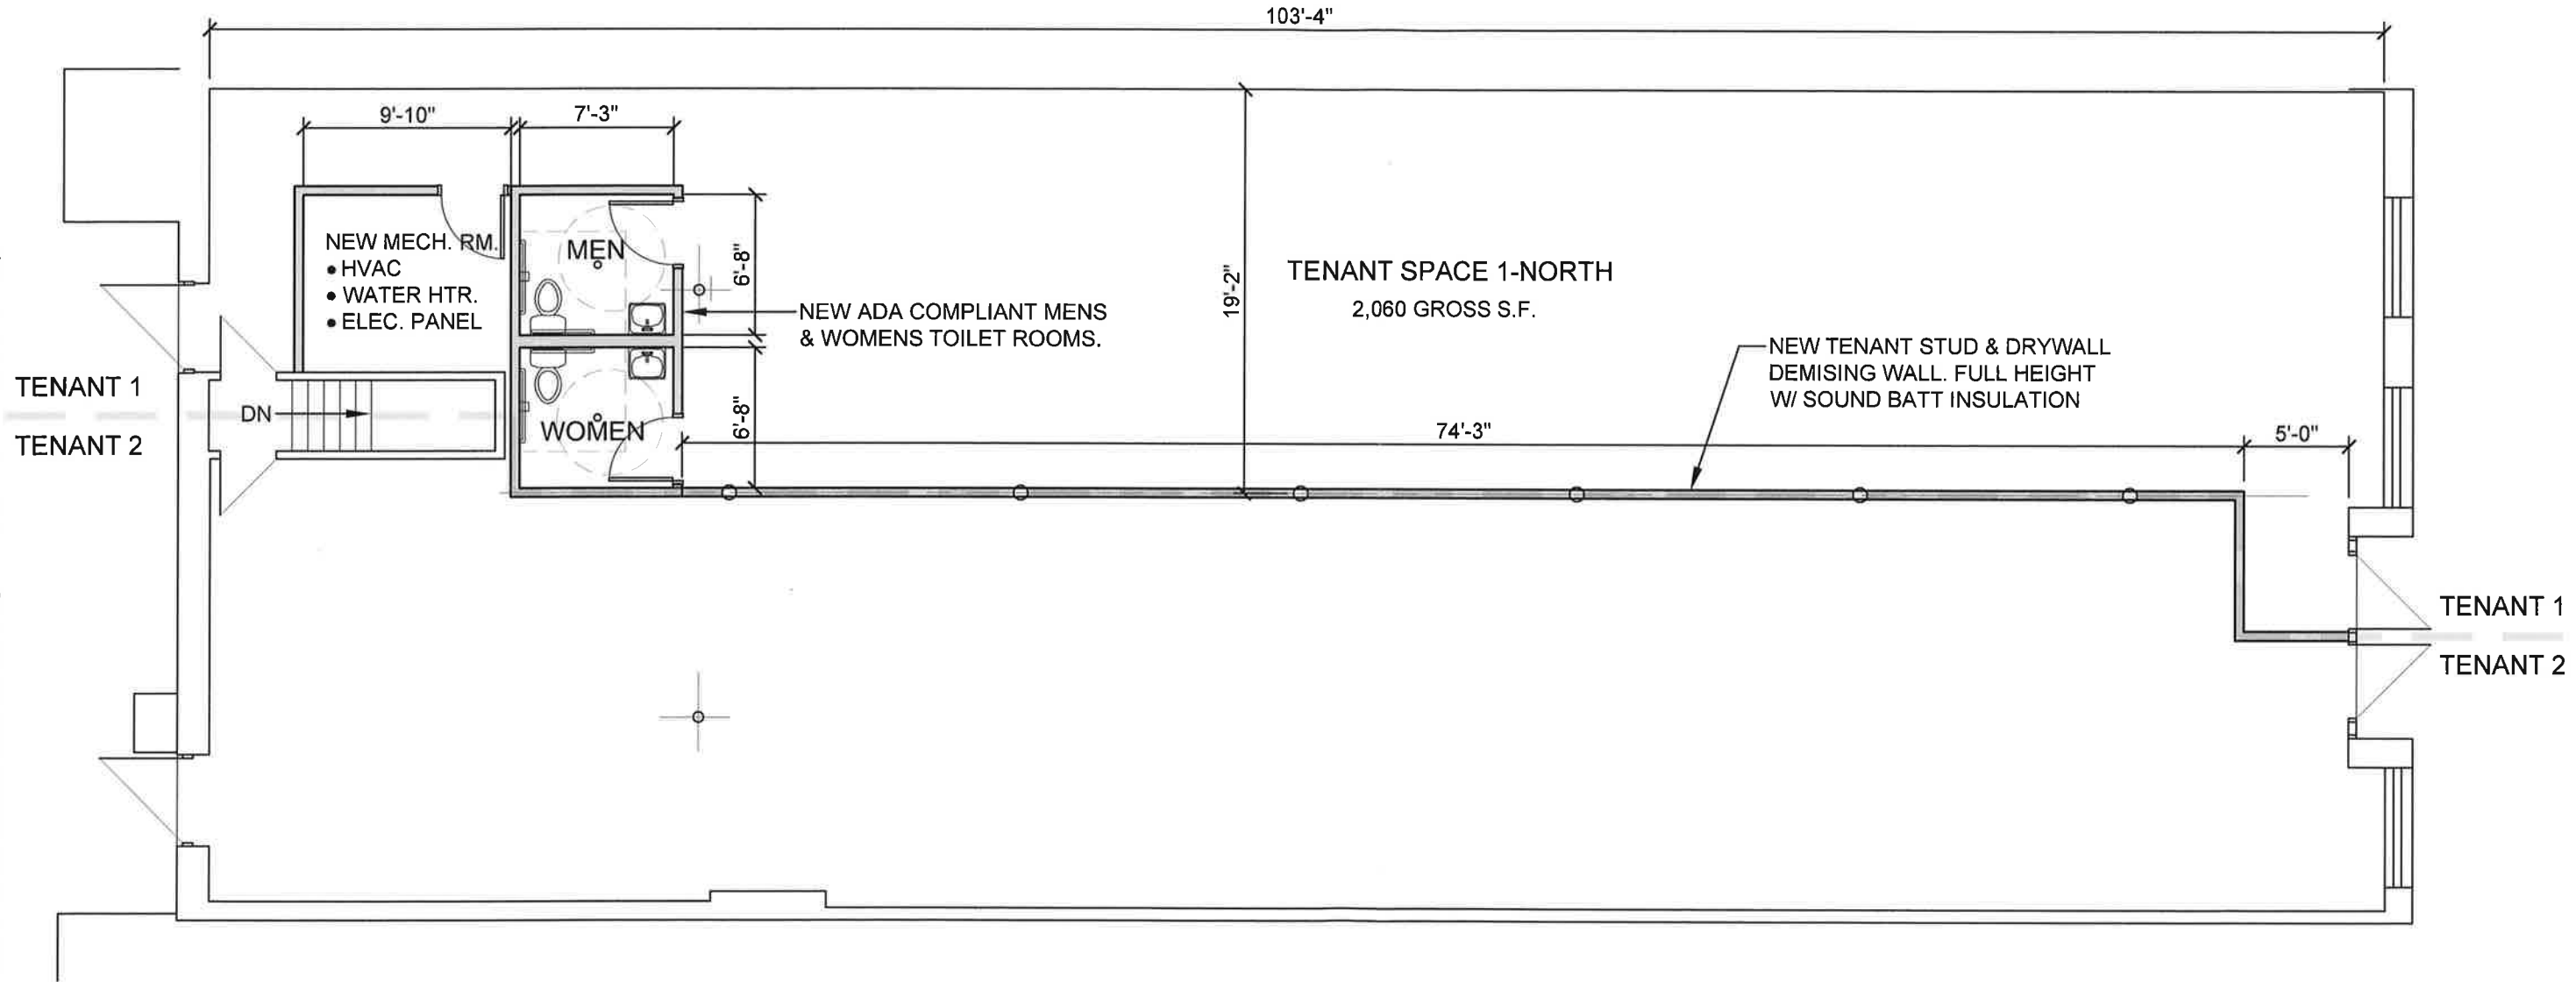 103'-4"
9'-10"
7'-3"
NEW MECH. RM.
• HVAC
• WATER HTR.
• ELEC. PANEL
MEN
6'-8"
NEW ADA COMPLIANT MENS
& WOMENS TOILET ROOMS.
19'-2"
TENANT SPACE 1-NORTH
2,060 GROSS S.F.
NEW TENANT STUD & DRYWALL
DEMISING WALL. FULL HEIGHT
W/ SOUND BATT INSULATION
TENANT 1
TENANT 2
DN
WOMEN
6'-8"
74'-3"
5'-0"
TENANT 1
TENANT 2